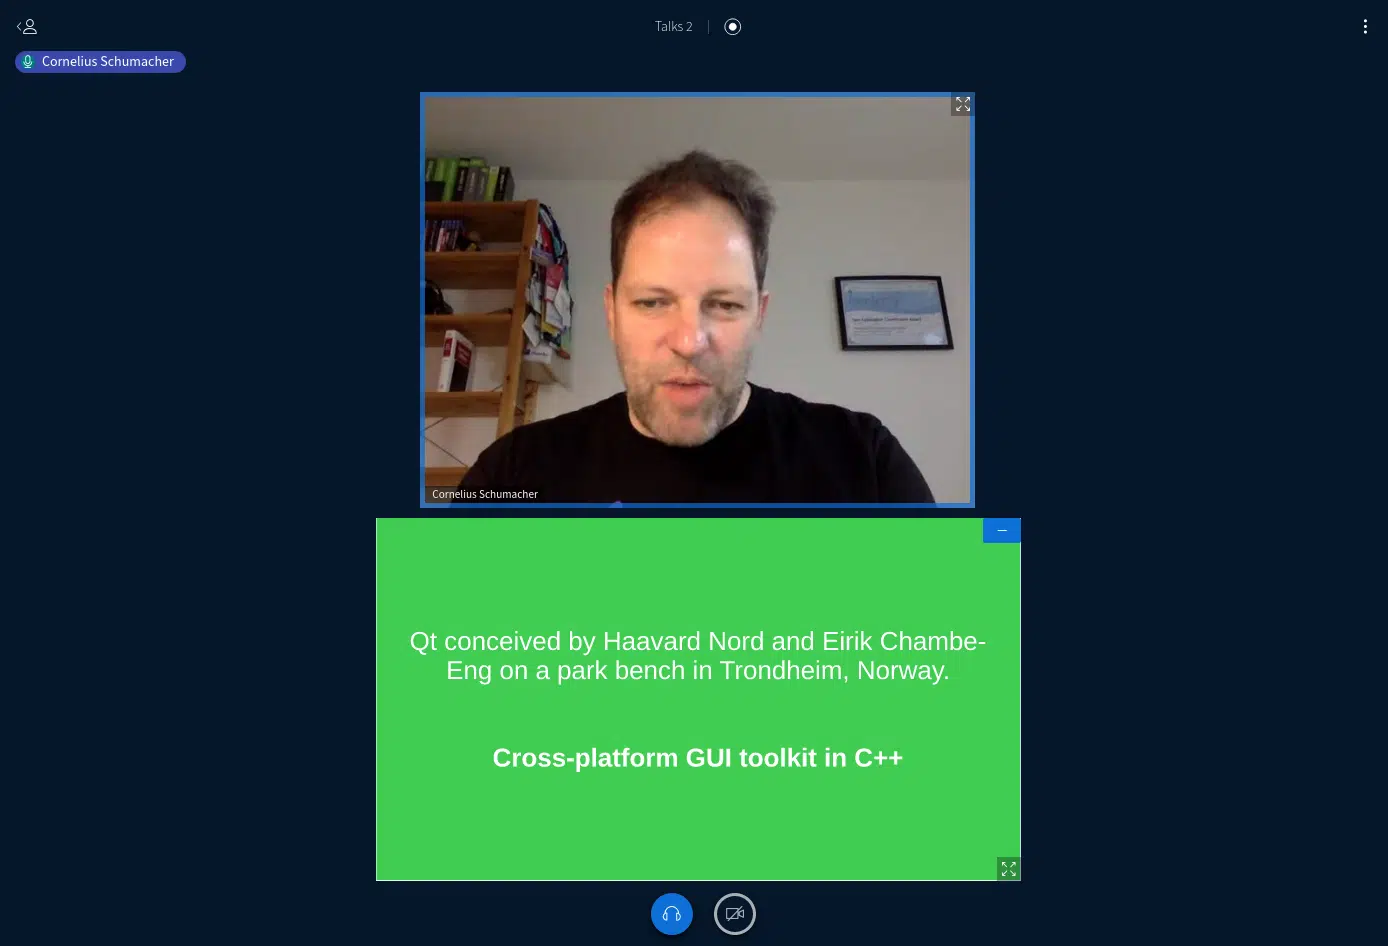 Talks 2
Cornelius Schumacher
Cornelius Schumacher
Qt conceived by Haavard Nord and Eirik Chambe-
Eng on a park bench in Trondheim, Norway.
Cross-platform GUI toolkit in C++